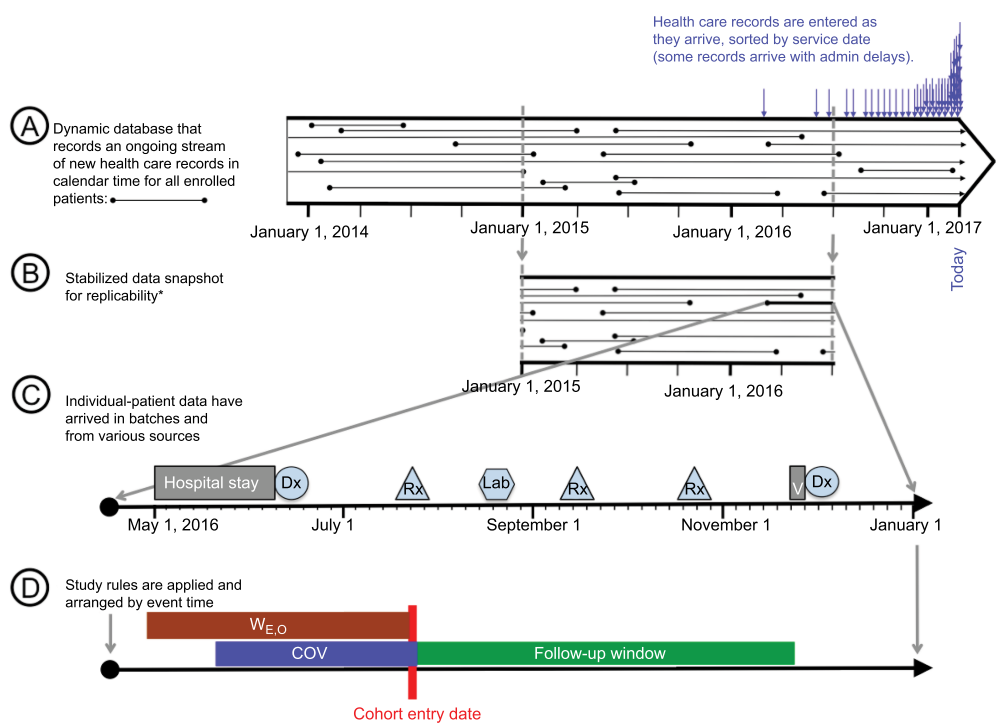 Health care records are entered as
they arrive, sorted by service date
(some records arrive with admin delays).
A
Dynamic database that
records an ongoing stream
of new health care records in
calendar time for all enrolled
patients:
January 1, 2014
January 1, 2015
January 1, 2016
January 1, 2017
Today
B
Stabilized data snapshot
for replicability*
January 1, 2015
January 1, 2016
C
Individual-patient data have
arrived in batches and
from various sources
Hospital stay
Dx
Rx
Lab
Rx
Rx
V
Dx
May 1, 2016
July 1
September 1
November 1
January 1
D
Study rules are applied and
arranged by event time
WE,O
COV
Follow-up window
Cohort entry date